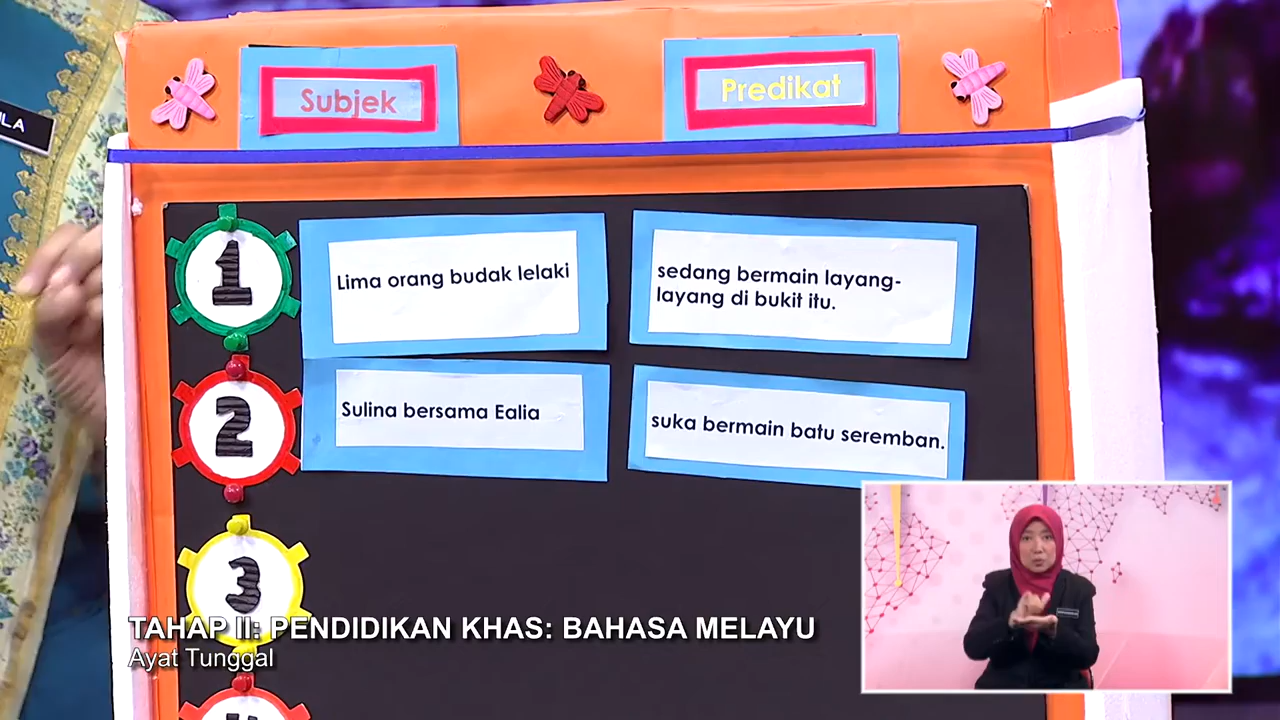 Subjek
Predikat
1
Lima orang budak lelaki
sedang bermain layang-
layang di bukit itu.
2
Sulina bersama Ealia
suka bermain batu seremban.
3
TAHAP II: PENDIDIKAN KHAS: BAHASA MELAYU
Ayat Tunggal